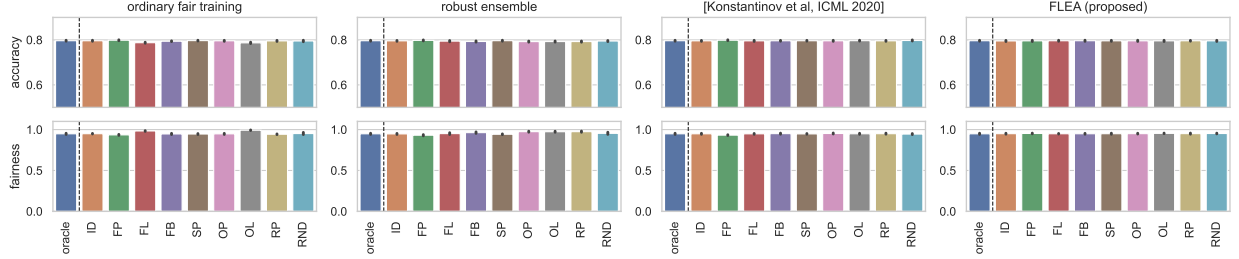 ordinary fair training
robust ensemble
[Konstantinov et al, ICML 2020]
FLEA (proposed)
accuracy
0.8
0.6
0.8
0.6
0.8
0.6
0.8
0.6
fairness
1.0
0.5
0.0
1.0
0.5
0.0
1.0
0.5
0.0
1.0
0.5
0.0
oracle ID FP FL FB SP OP OL RP RND
oracle ID FP FL FB SP OP OL RP RND
oracle ID FP FL FB SP OP OL RP RND
oracle ID FP FL FB SP OP OL RP RND